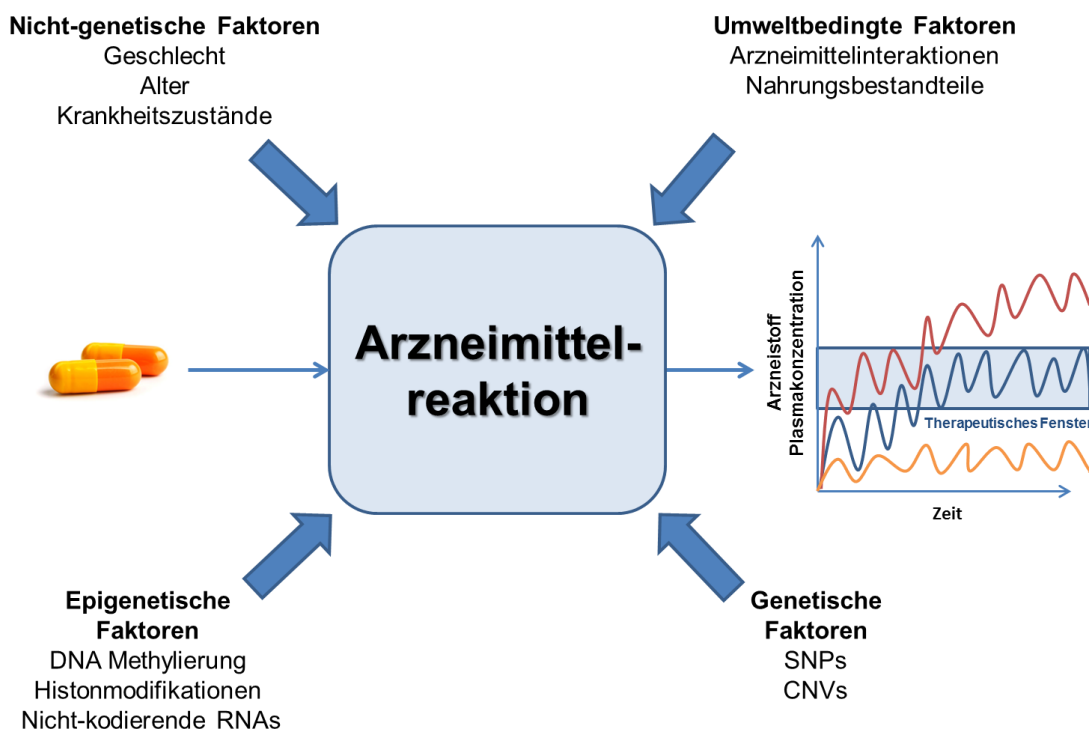 Nicht-genetische Faktoren
Geschlecht
Alter
Krankheitszustände
Umweltbedingte Faktoren
Arzneimittelinteraktionen
Nahrungsbestandteile
Arzneimittel-
reaktion
Arzneistoff
Plasmakonzentration
Therapeutisches Fenster
Zeit
Epigenetische
Faktoren
DNA Methylierung
Histonmodifikationen
Nicht-kodierende RNAs
Genetische
Faktoren
SNPs
CNVs